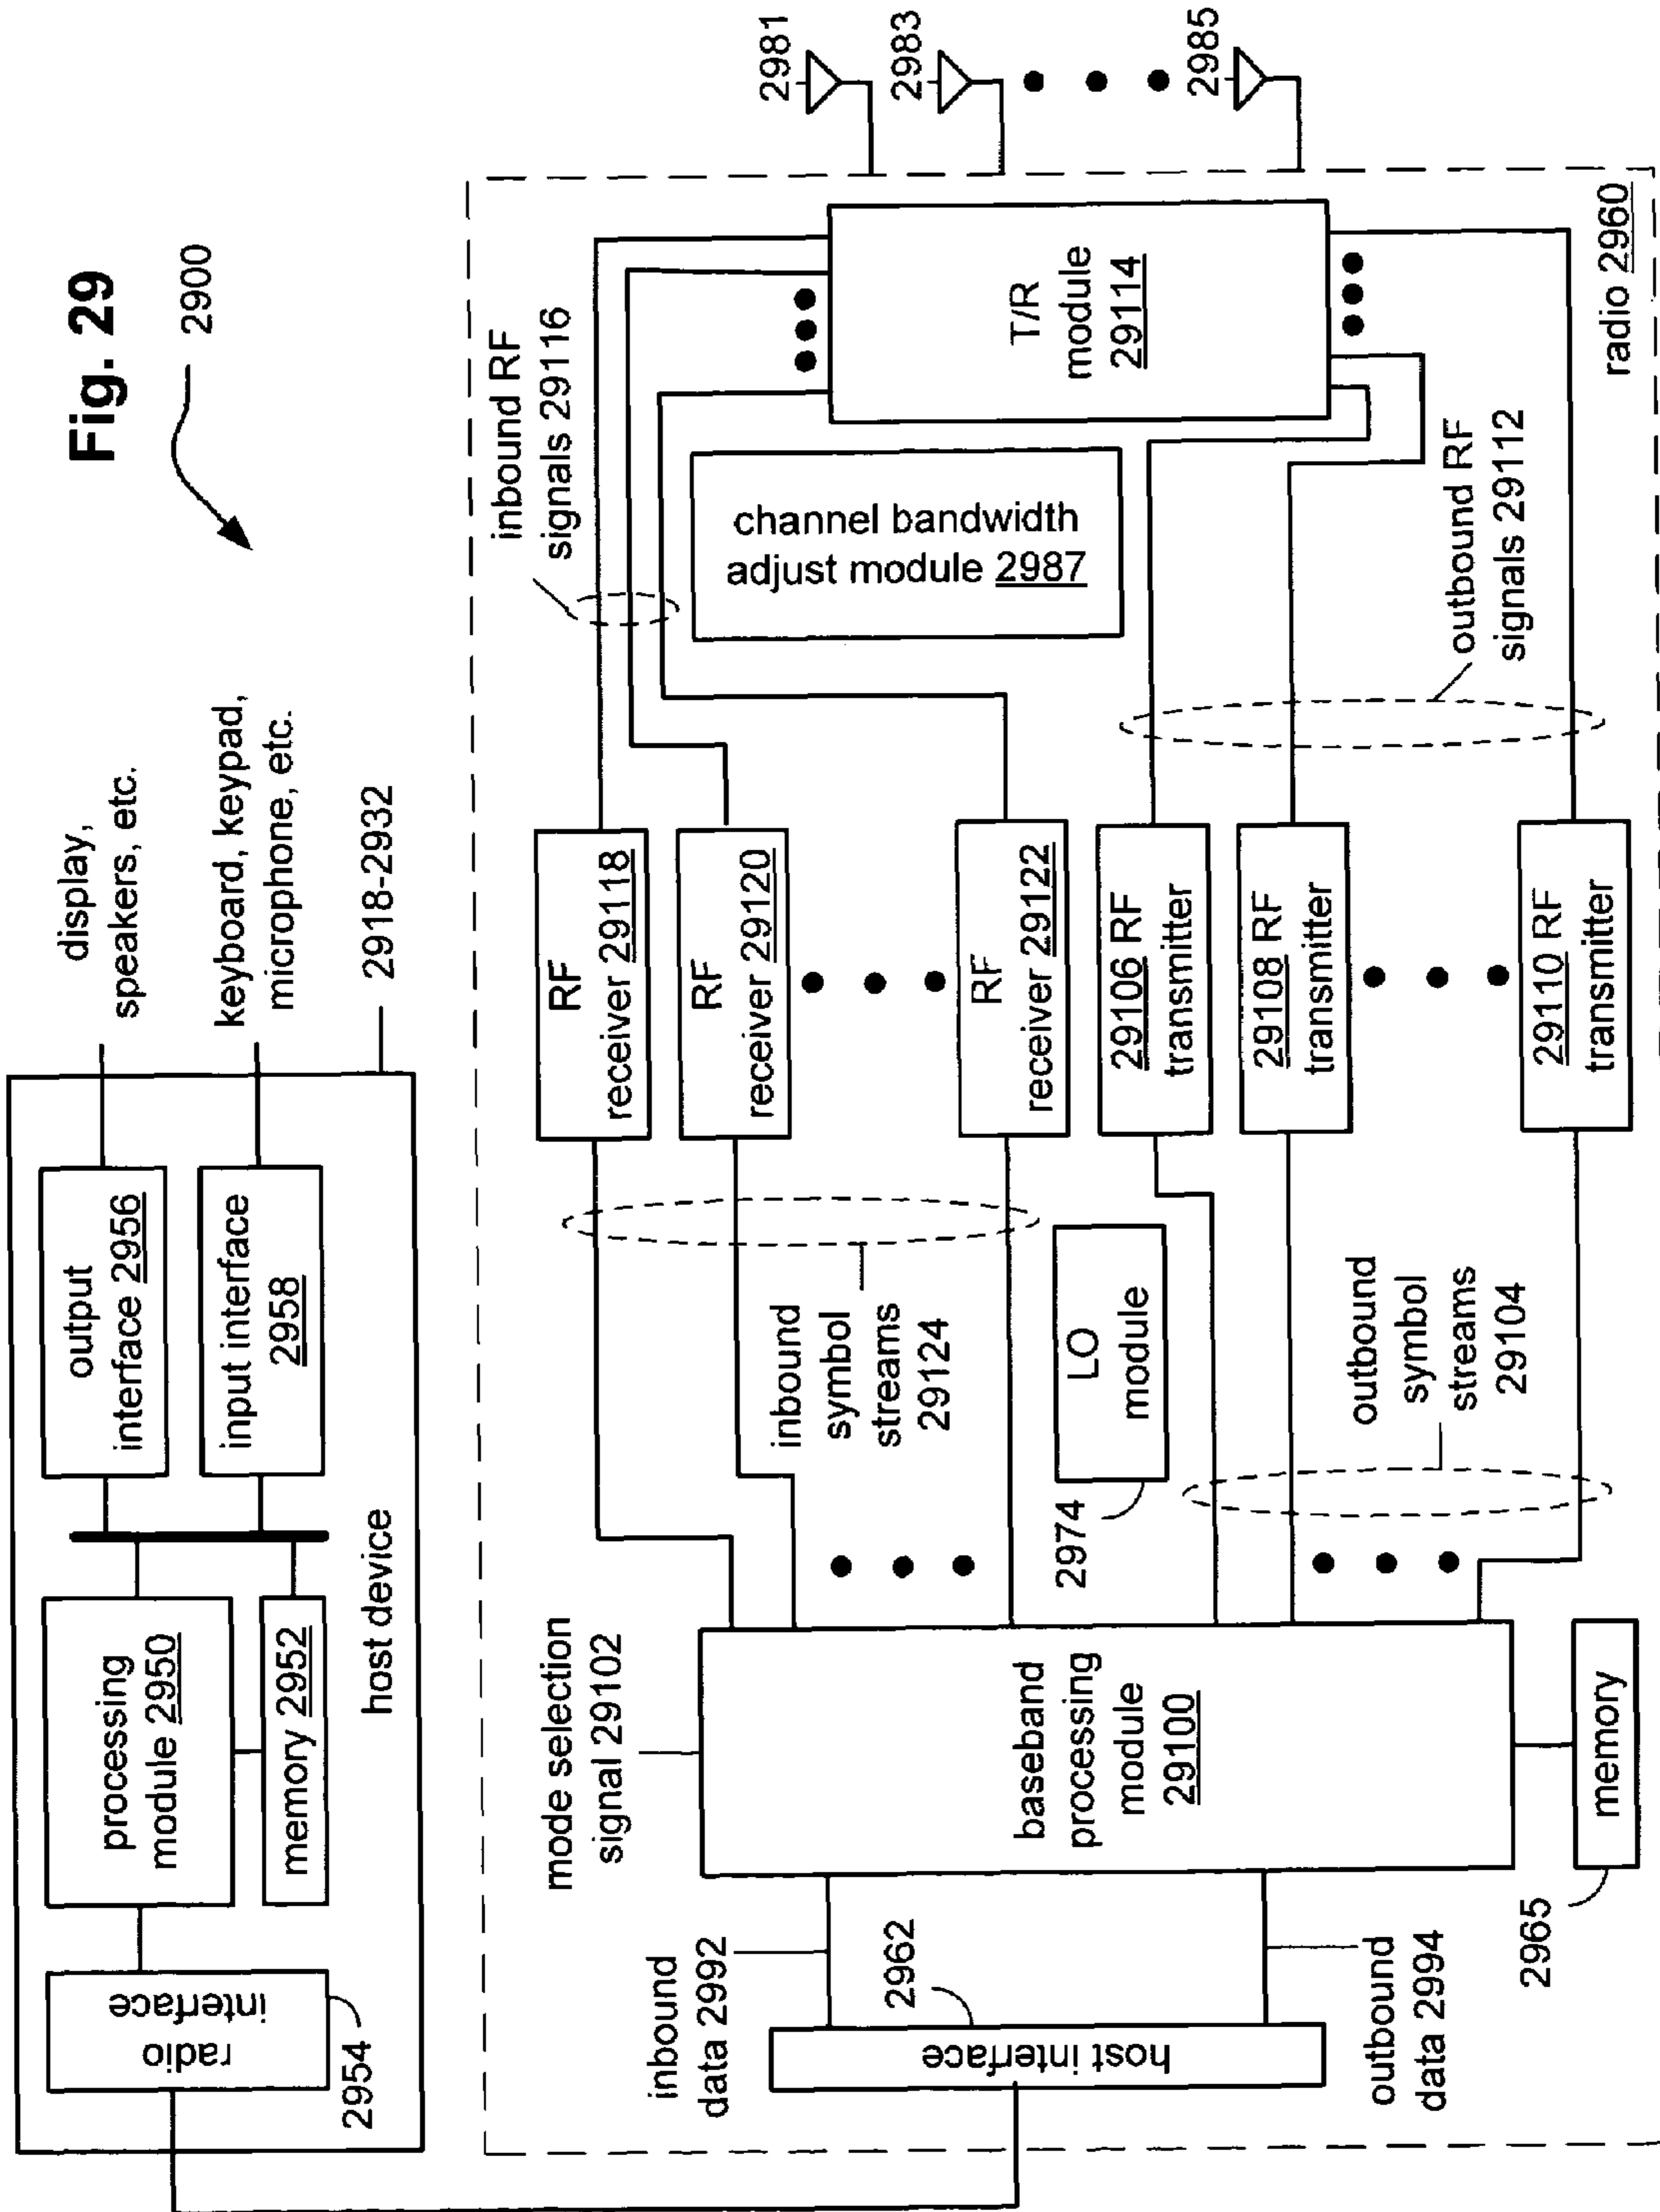 Fig. 29
2900
display,
speakers, etc.
keyboard, keypad,
microphone, etc.
2918-2932
output
interface 2956
input interface
2958
processing
module 2950
memory 2952
host device
radio
interface
2954
radio 2960
2981
2983
2985
T/R
module
29114
inbound RF
signals 29116
channel bandwidth
adjust module 2987
outbound RF
signals 29112
RF
receiver 29118
RF
receiver 29120
RF
receiver 29122
29106 RF
transmitter
29108 RF
transmitter
29110 RF
transmitter
inbound
symbol
streams
29124
LO
module
2974
outbound
symbol
streams
29104
mode selection
signal 29102
baseband
processing
module
29100
memory
2965
inbound
data 2992
2962
host interface
outbound
data 2994